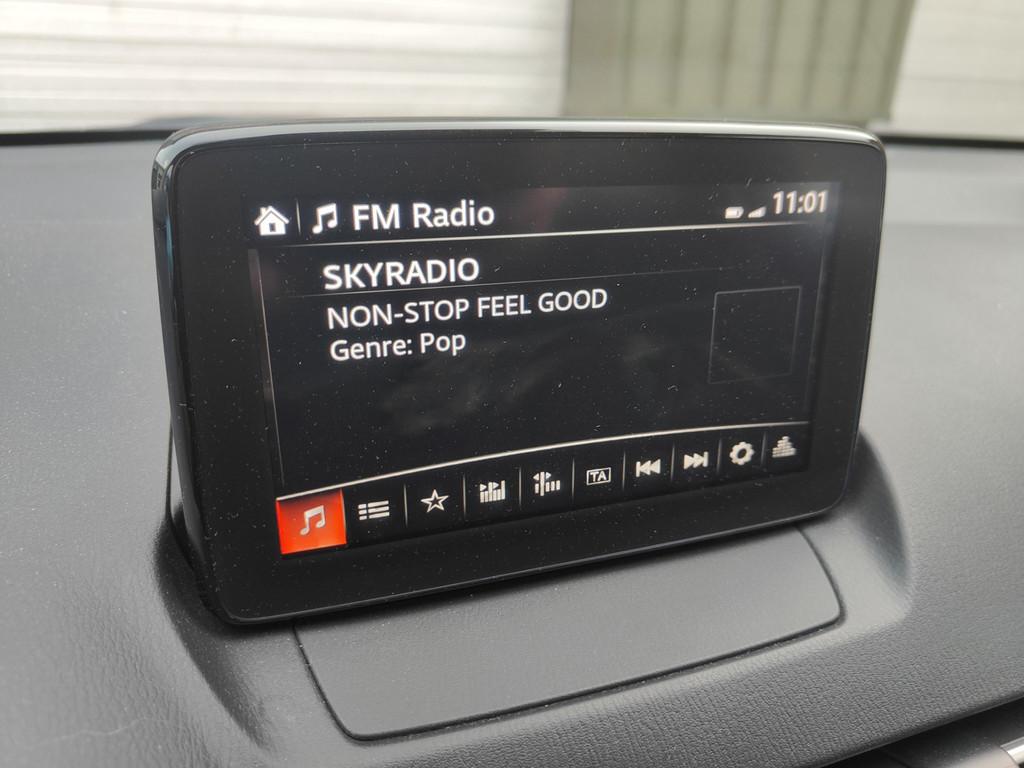 FM Radio
11:01
SKYRADIO
NON-STOP FEEL GOOD
Genre: Pop
TA